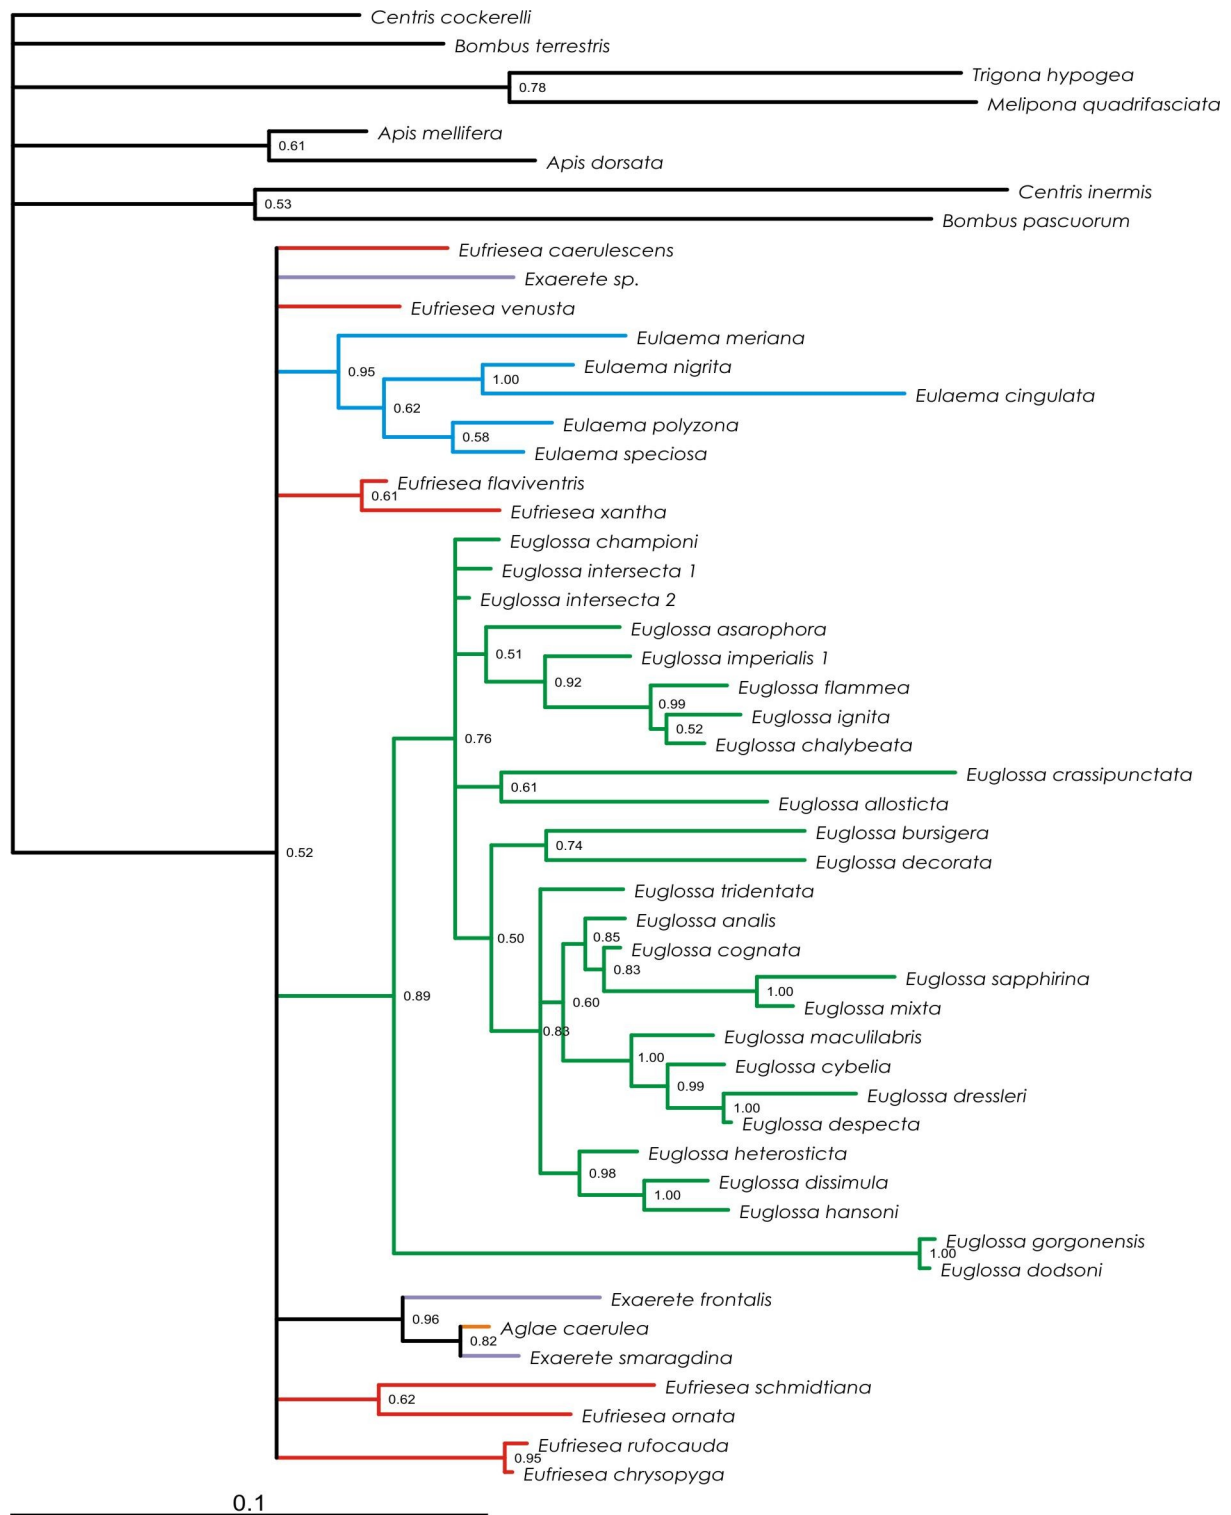 Centris cockerelli
Bombus terrestris
Trigona hypogea
0.78
Melipona quadrifasciata
Apis mellifera
0.61
Apis dorsata
Centris inermis
0.53
Bombus pascuorum
Eufriesea caerulescens
Exaerete sp.
Eufriesea venusta
Eulaema meriana
Eulaema nigrita
0.95
1.00
Eulaema cingulata
0.62
Eulaema polyzona
0.58
Eulaema speciosa
Eufriesea flaviventris
0.61
Eufriesea xantha
Euglossa championi
Euglossa intersecta 1
Euglossa intersecta 2
Euglossa asarophora
0.51
Euglossa imperialis 1
0.92
Euglossa flammea
0.99
Euglossa ignita
0.52
0.76
Euglossa chalybeata
Euglossa crassipunctata
0.61
Euglossa allosticta
Euglossa bursigera
0.74
0.52
Euglossa decorata
Euglossa tridentata
Euglossa analis
0.50
0.85
Euglossa cognata
0.83
Euglossa sapphirina
1.00
0.89
0.60
Euglossa mixta
0.83
Euglossa maculilabris
1.00
Euglossa cybelia
0.99
Euglossa dressleri
1.00
Euglossa despecta
Euglossa heterosticta
0.98
Euglossa dissimula
1.00
Euglossa hansoni
Euglossa gorgonensis
1.00
Euglossa dodsoni
Exaerete frontalis
0.96
Aglae caerulea
0.82
Exaerete smaragdina
Eufriesea schmidtiana
0.62
Eufriesea ornata
Eufriesea rufocauda
0.95
Eufriesea chrysopyga
0.1